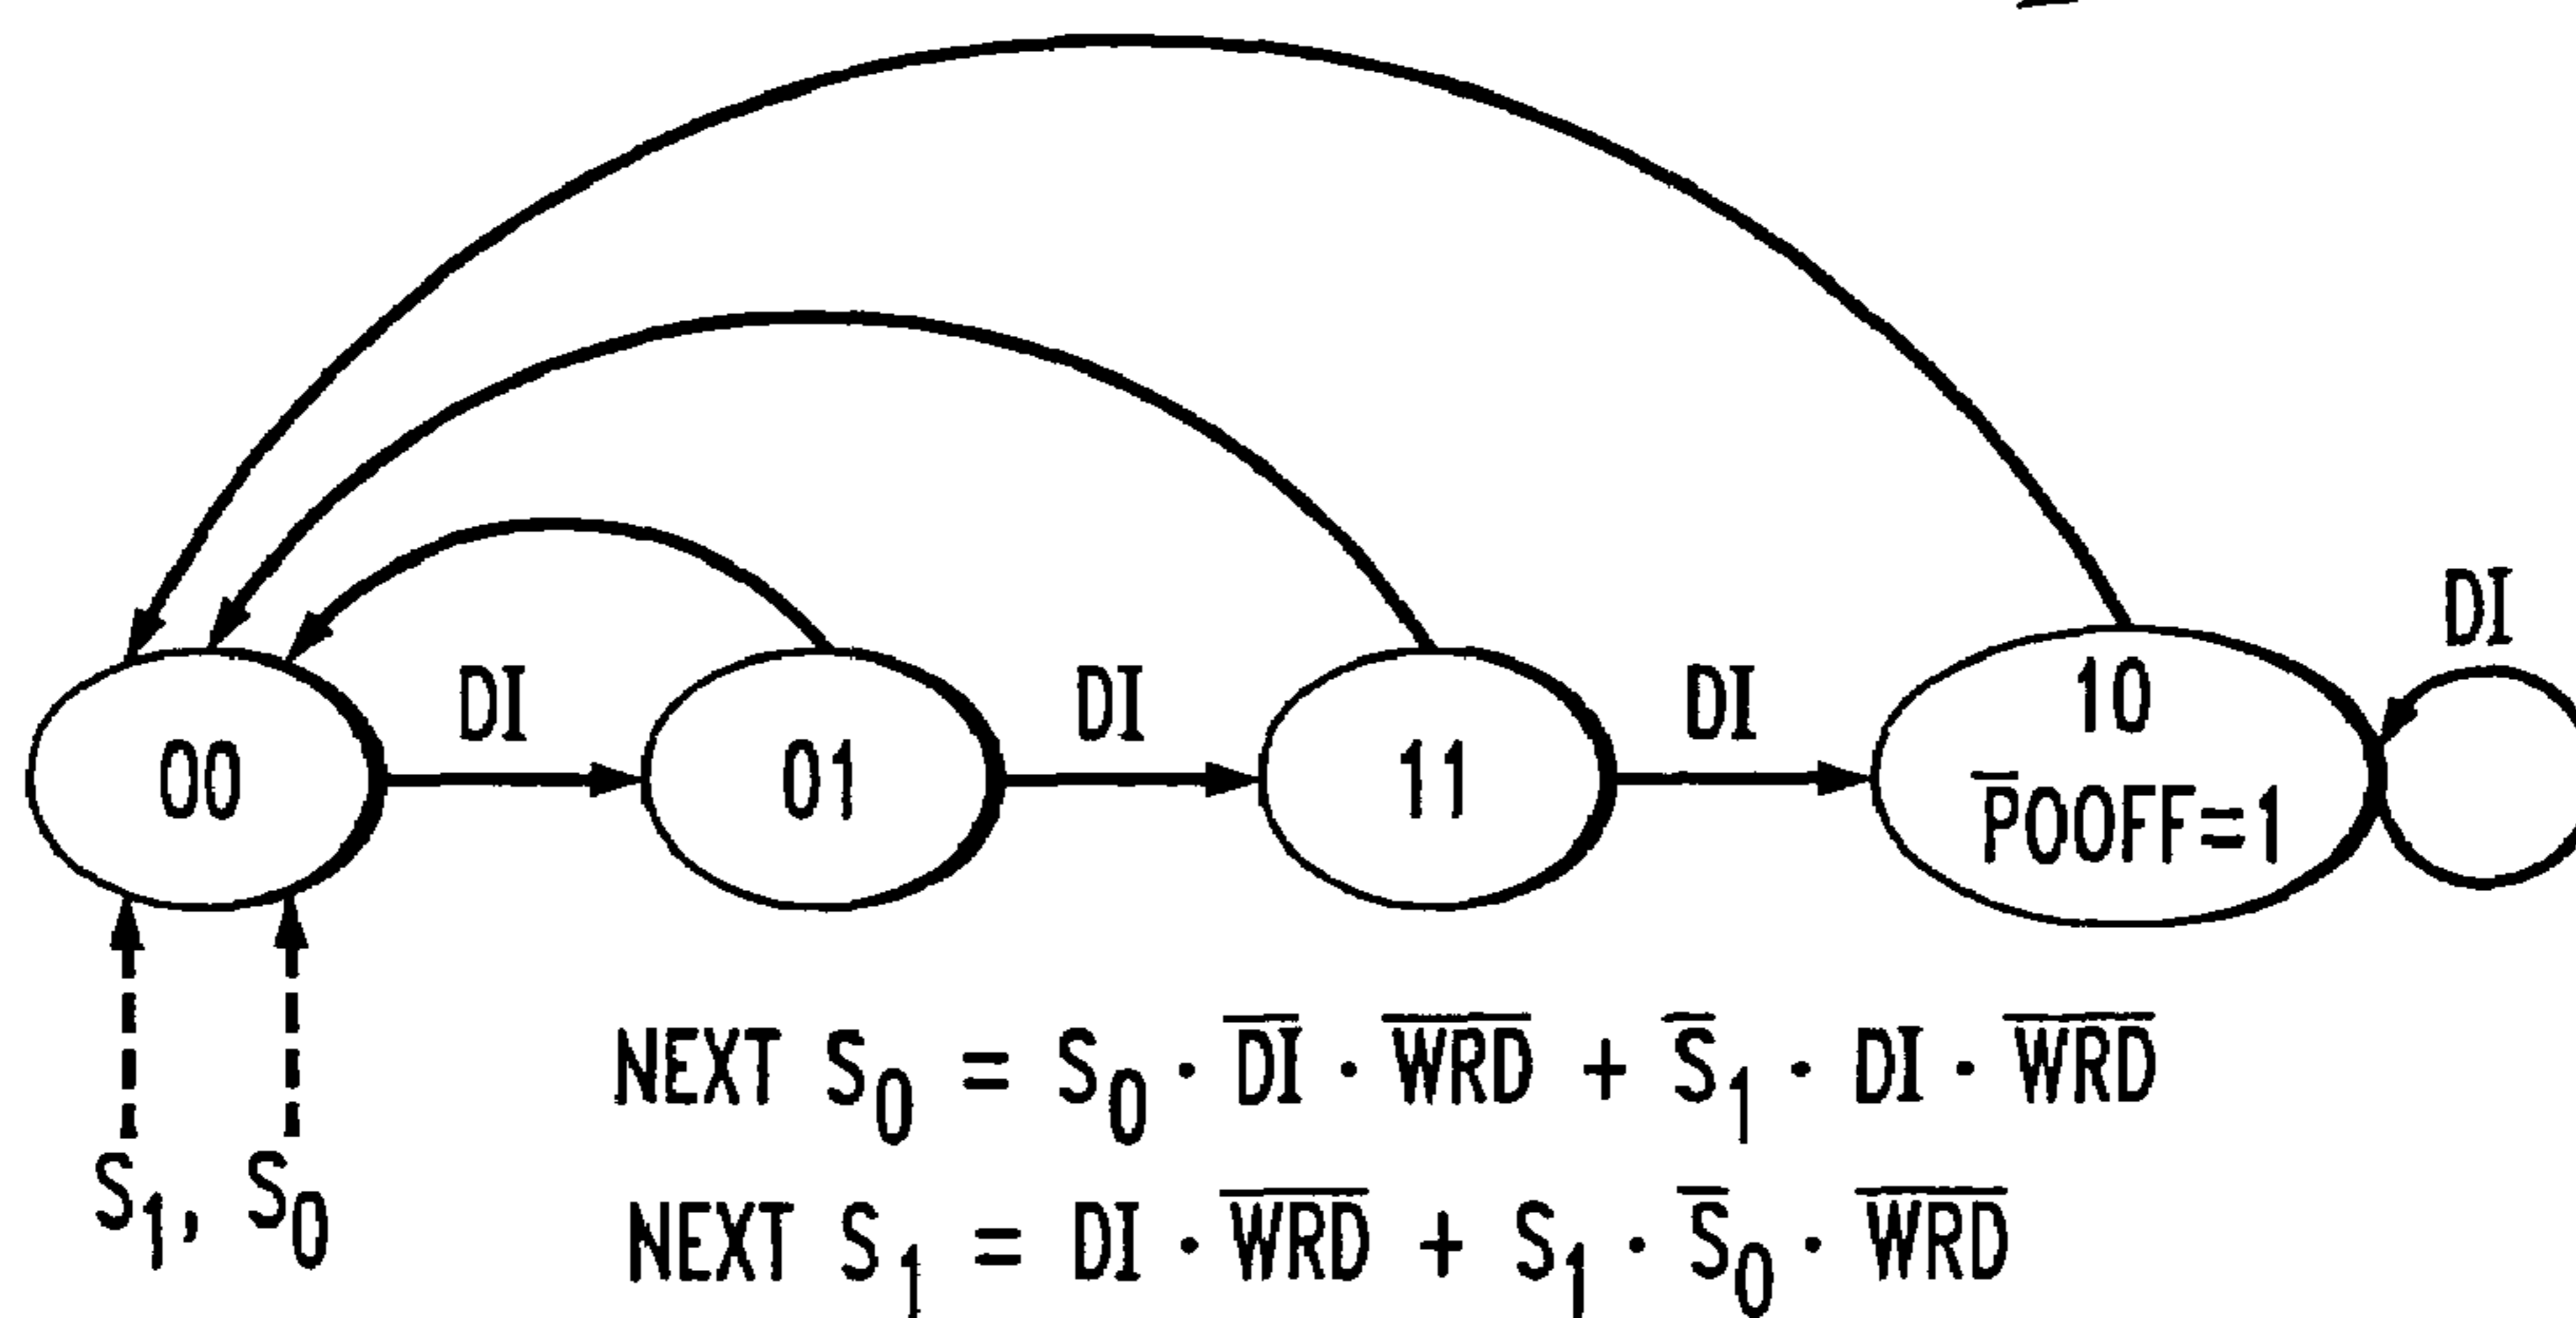 DI
DI DI DI
10
00 01 11
P̅OOFF=1
NEXT S₀ = S₀ · D̅I̅ · W̅R̅D̅ + S̅₁ · DI · W̅R̅D̅
S₁, S₀
NEXT S₁ = DI · W̅R̅D̅ + S₁ · S̅₀ · W̅R̅D̅